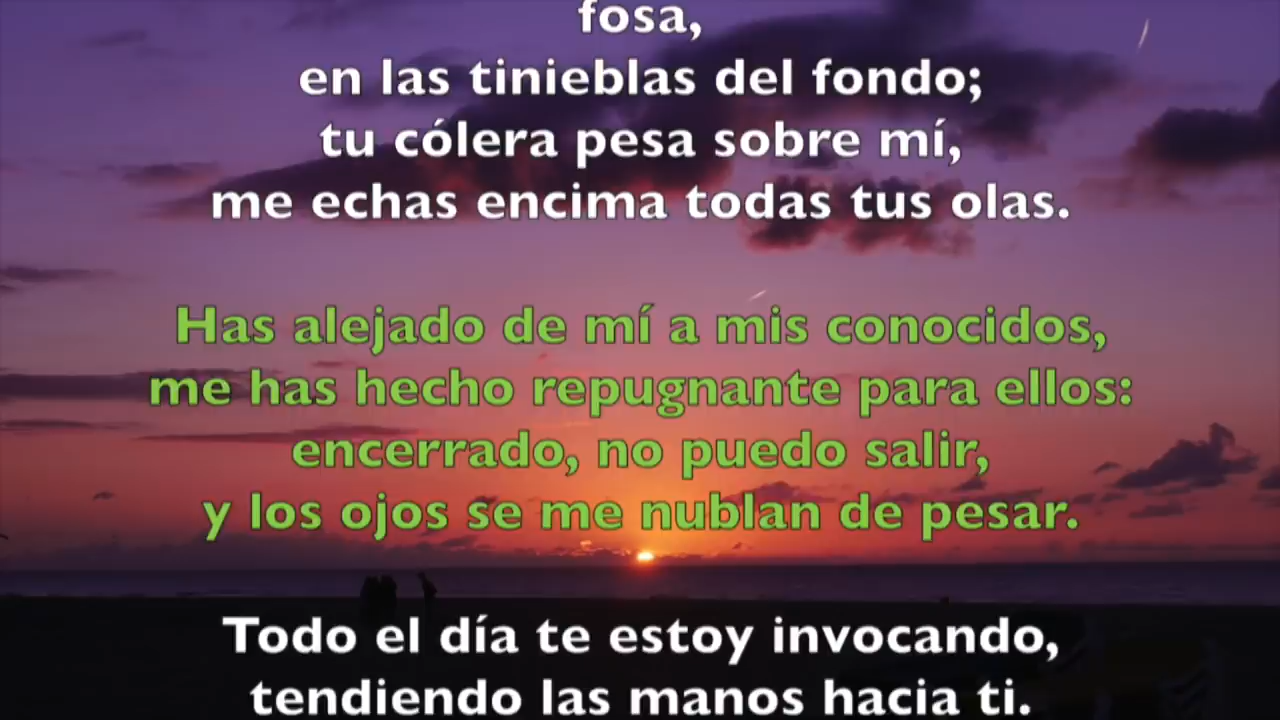 fosa,
en las tinieblas del fondo;
tu cólera pesa sobre mí,
me echas encima todas tus olas.
Has alejado de mí a mis conocidos,
me has hecho repugnante para ellos:
encerrado, no puedo salir,
y los ojos se me nublan de pesar.
Todo el día te estoy invocando,
tendiendo las manos hacia ti.